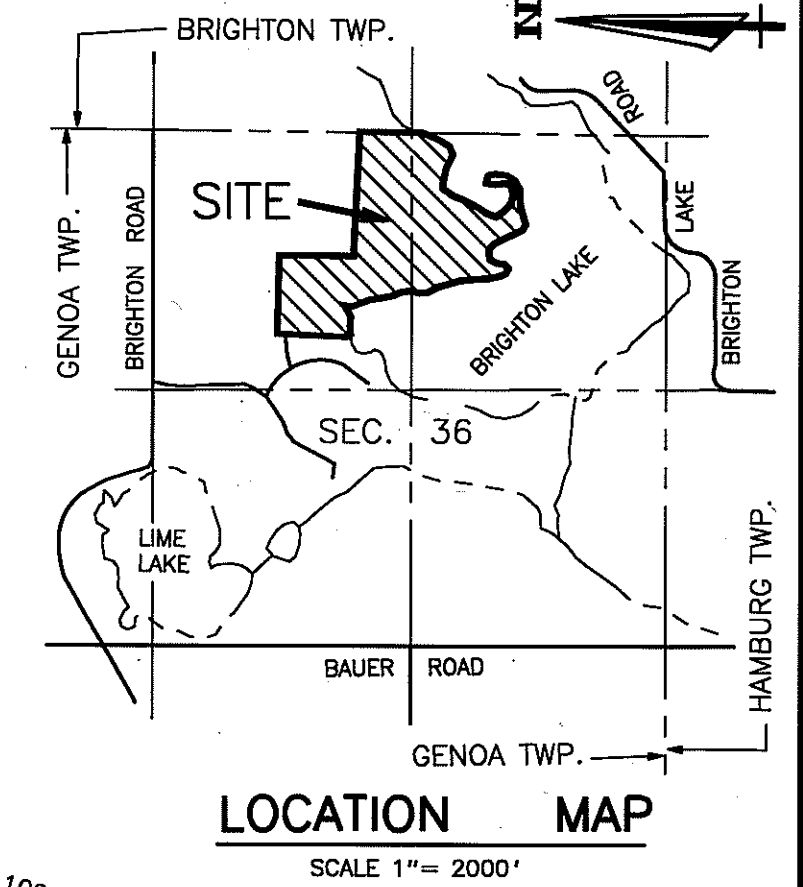 BRIGHTON TWP.
N
ROAD
SITE
GENOA TWP.
BRIGHTON ROAD
LAKE
BRIGHTON
BRIGHTON LAKE
SEC. 36
LIME
LAKE
HAMBURG TWP.
BAUER ROAD
GENOA TWP.
LOCATION MAP
SCALE 1"= 2000'